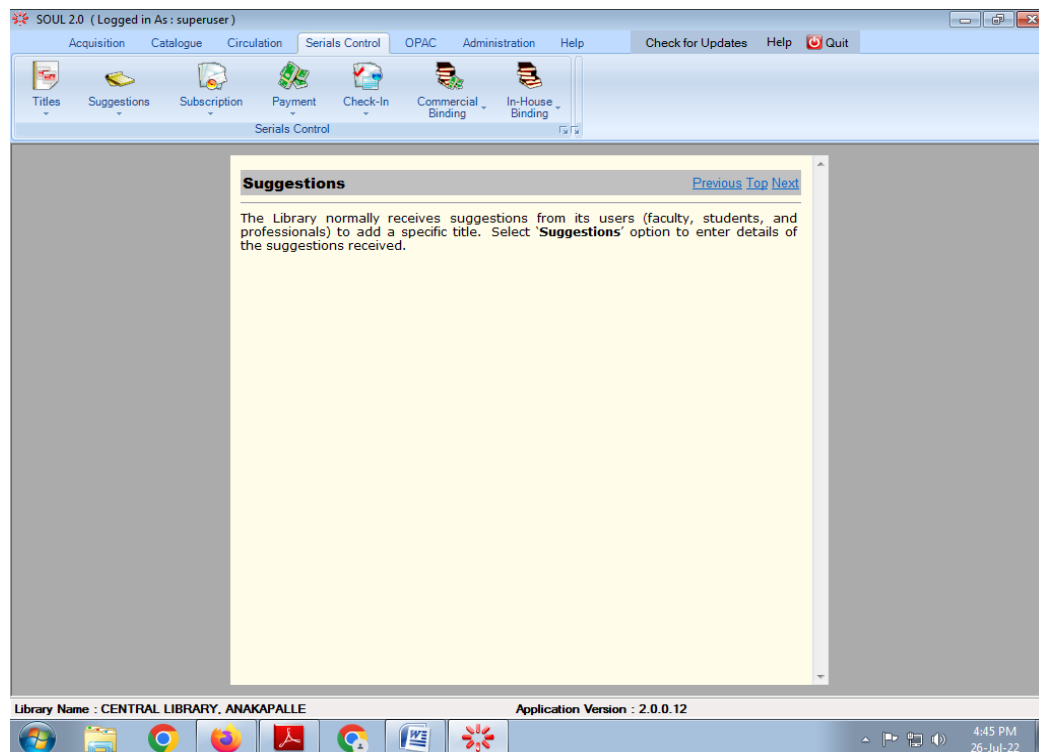 SOUL 2.0 ( Logged in As : superuser )
Acquisition Catalogue Circulation Serials Control OPAC Administration Help Check for Updates Help Quit
Titles Suggestions Subscription Payment Check-In Commercial Binding In-House Binding
Serials Control
Suggestions Previous Top Next
The Library normally receives suggestions from its users (faculty, students, and
professionals) to add a specific title. Select `Suggestions' option to enter details of
the suggestions received.
Library Name : CENTRAL LIBRARY, ANAKAPALLE Application Version : 2.0.0.12
4:45 PM
26-Jul-22